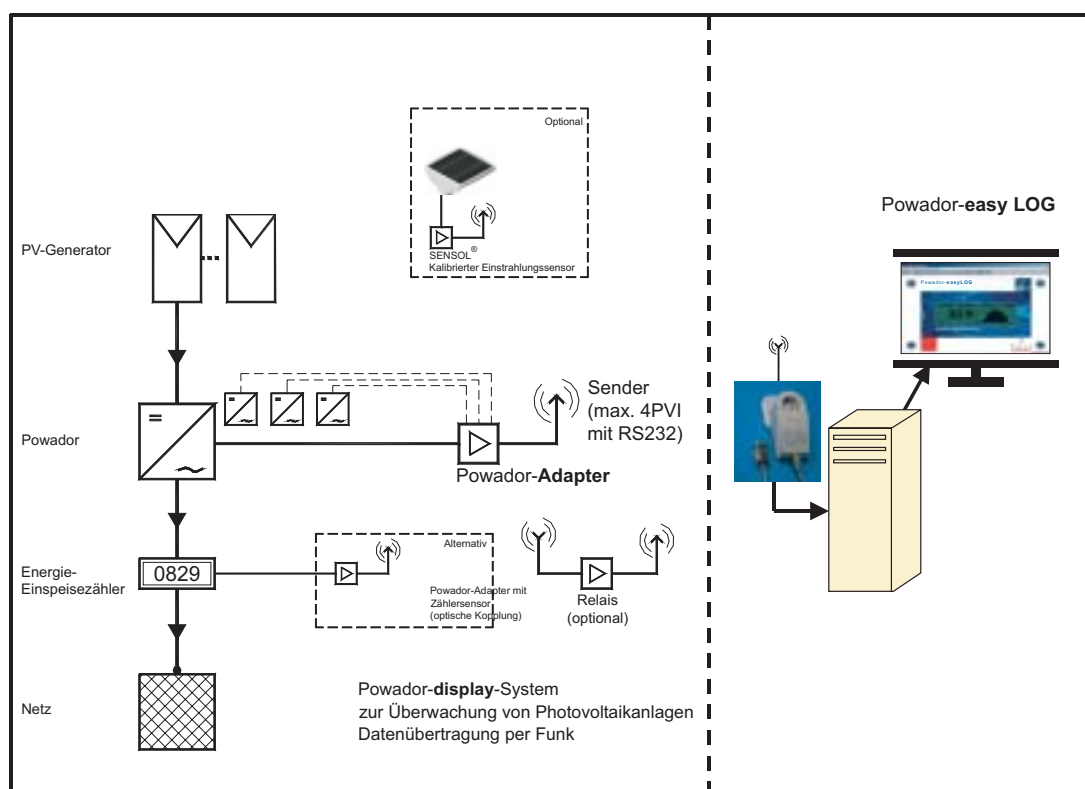 Optional
SENSOL®
Kalibrierter Einstrahlungssensor
PV-Generator
Powador
Sender
(max. 4PVI
mit RS232)
Powador-Adapter
Energie-
Einspeisezähler
0829
Alternativ
Powador-Adapter mit
Zählersensor
(optische Kopplung)
Relais
(optional)
Netz
Powador-display-System
zur Überwachung von Photovoltaikanlagen
Datenübertragung per Funk
Powador-easy LOG
Powador-easyLOG